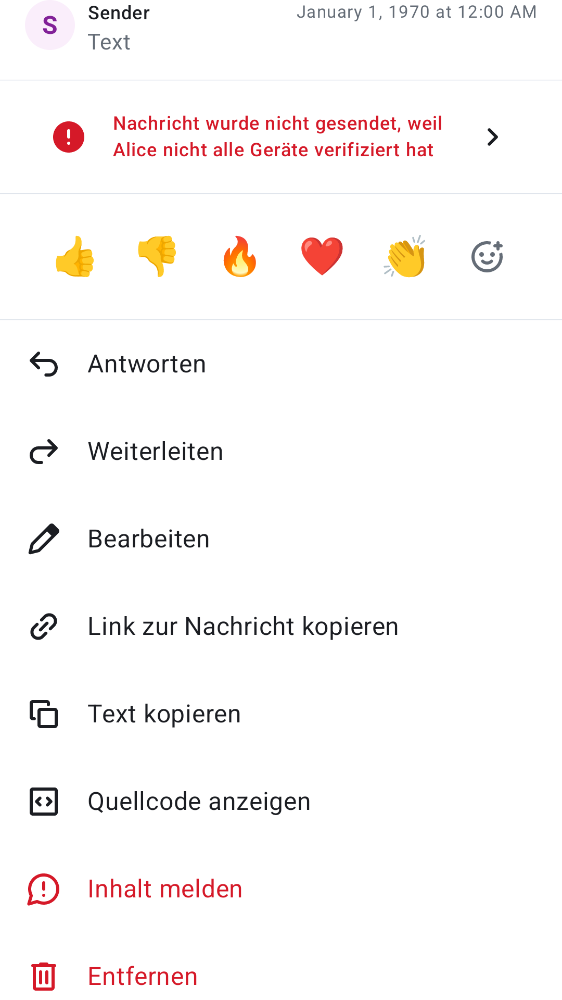 S
Sender
January 1, 1970 at 12:00 AM
Text
Nachricht wurde nicht gesendet, weil
Alice nicht alle Geräte verifiziert hat
Antworten
Weiterleiten
Bearbeiten
Link zur Nachricht kopieren
Text kopieren
Quellcode anzeigen
Inhalt melden
Entfernen